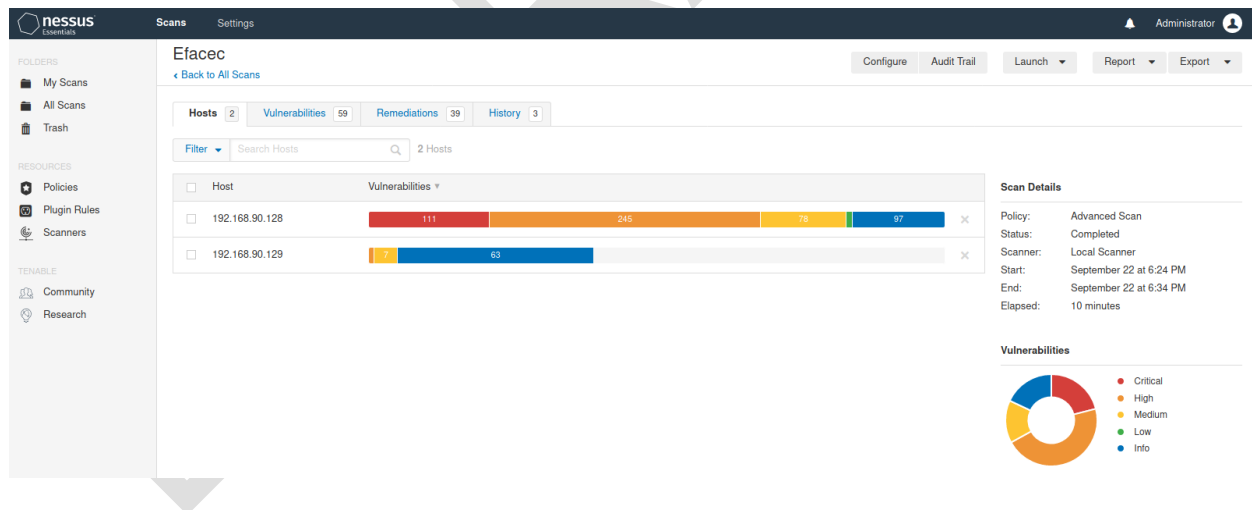 nessus Scans Settings Administrator
Essentials
FOLDERS
My Scans
All Scans
Trash
RESOURCES
Policies
Plugin Rules
Scanners
TENABLE
Community
Research
Efacec
Back to All Scans
Configure Audit Trail Launch Report Export
Hosts 2 Vulnerabilities 59 Remediations 39 History 3
Filter Search Hosts 2 Hosts
Host Vulnerabilities
192.168.90.128 111 245 78 97
192.168.90.129 7 63
Scan Details
Policy: Advanced Scan
Status: Completed
Scanner: Local Scanner
Start: September 22 at 6:24 PM
End: September 22 at 6:34 PM
Elapsed: 10 minutes
Vulnerabilities
Critical
High
Medium
Low
Info